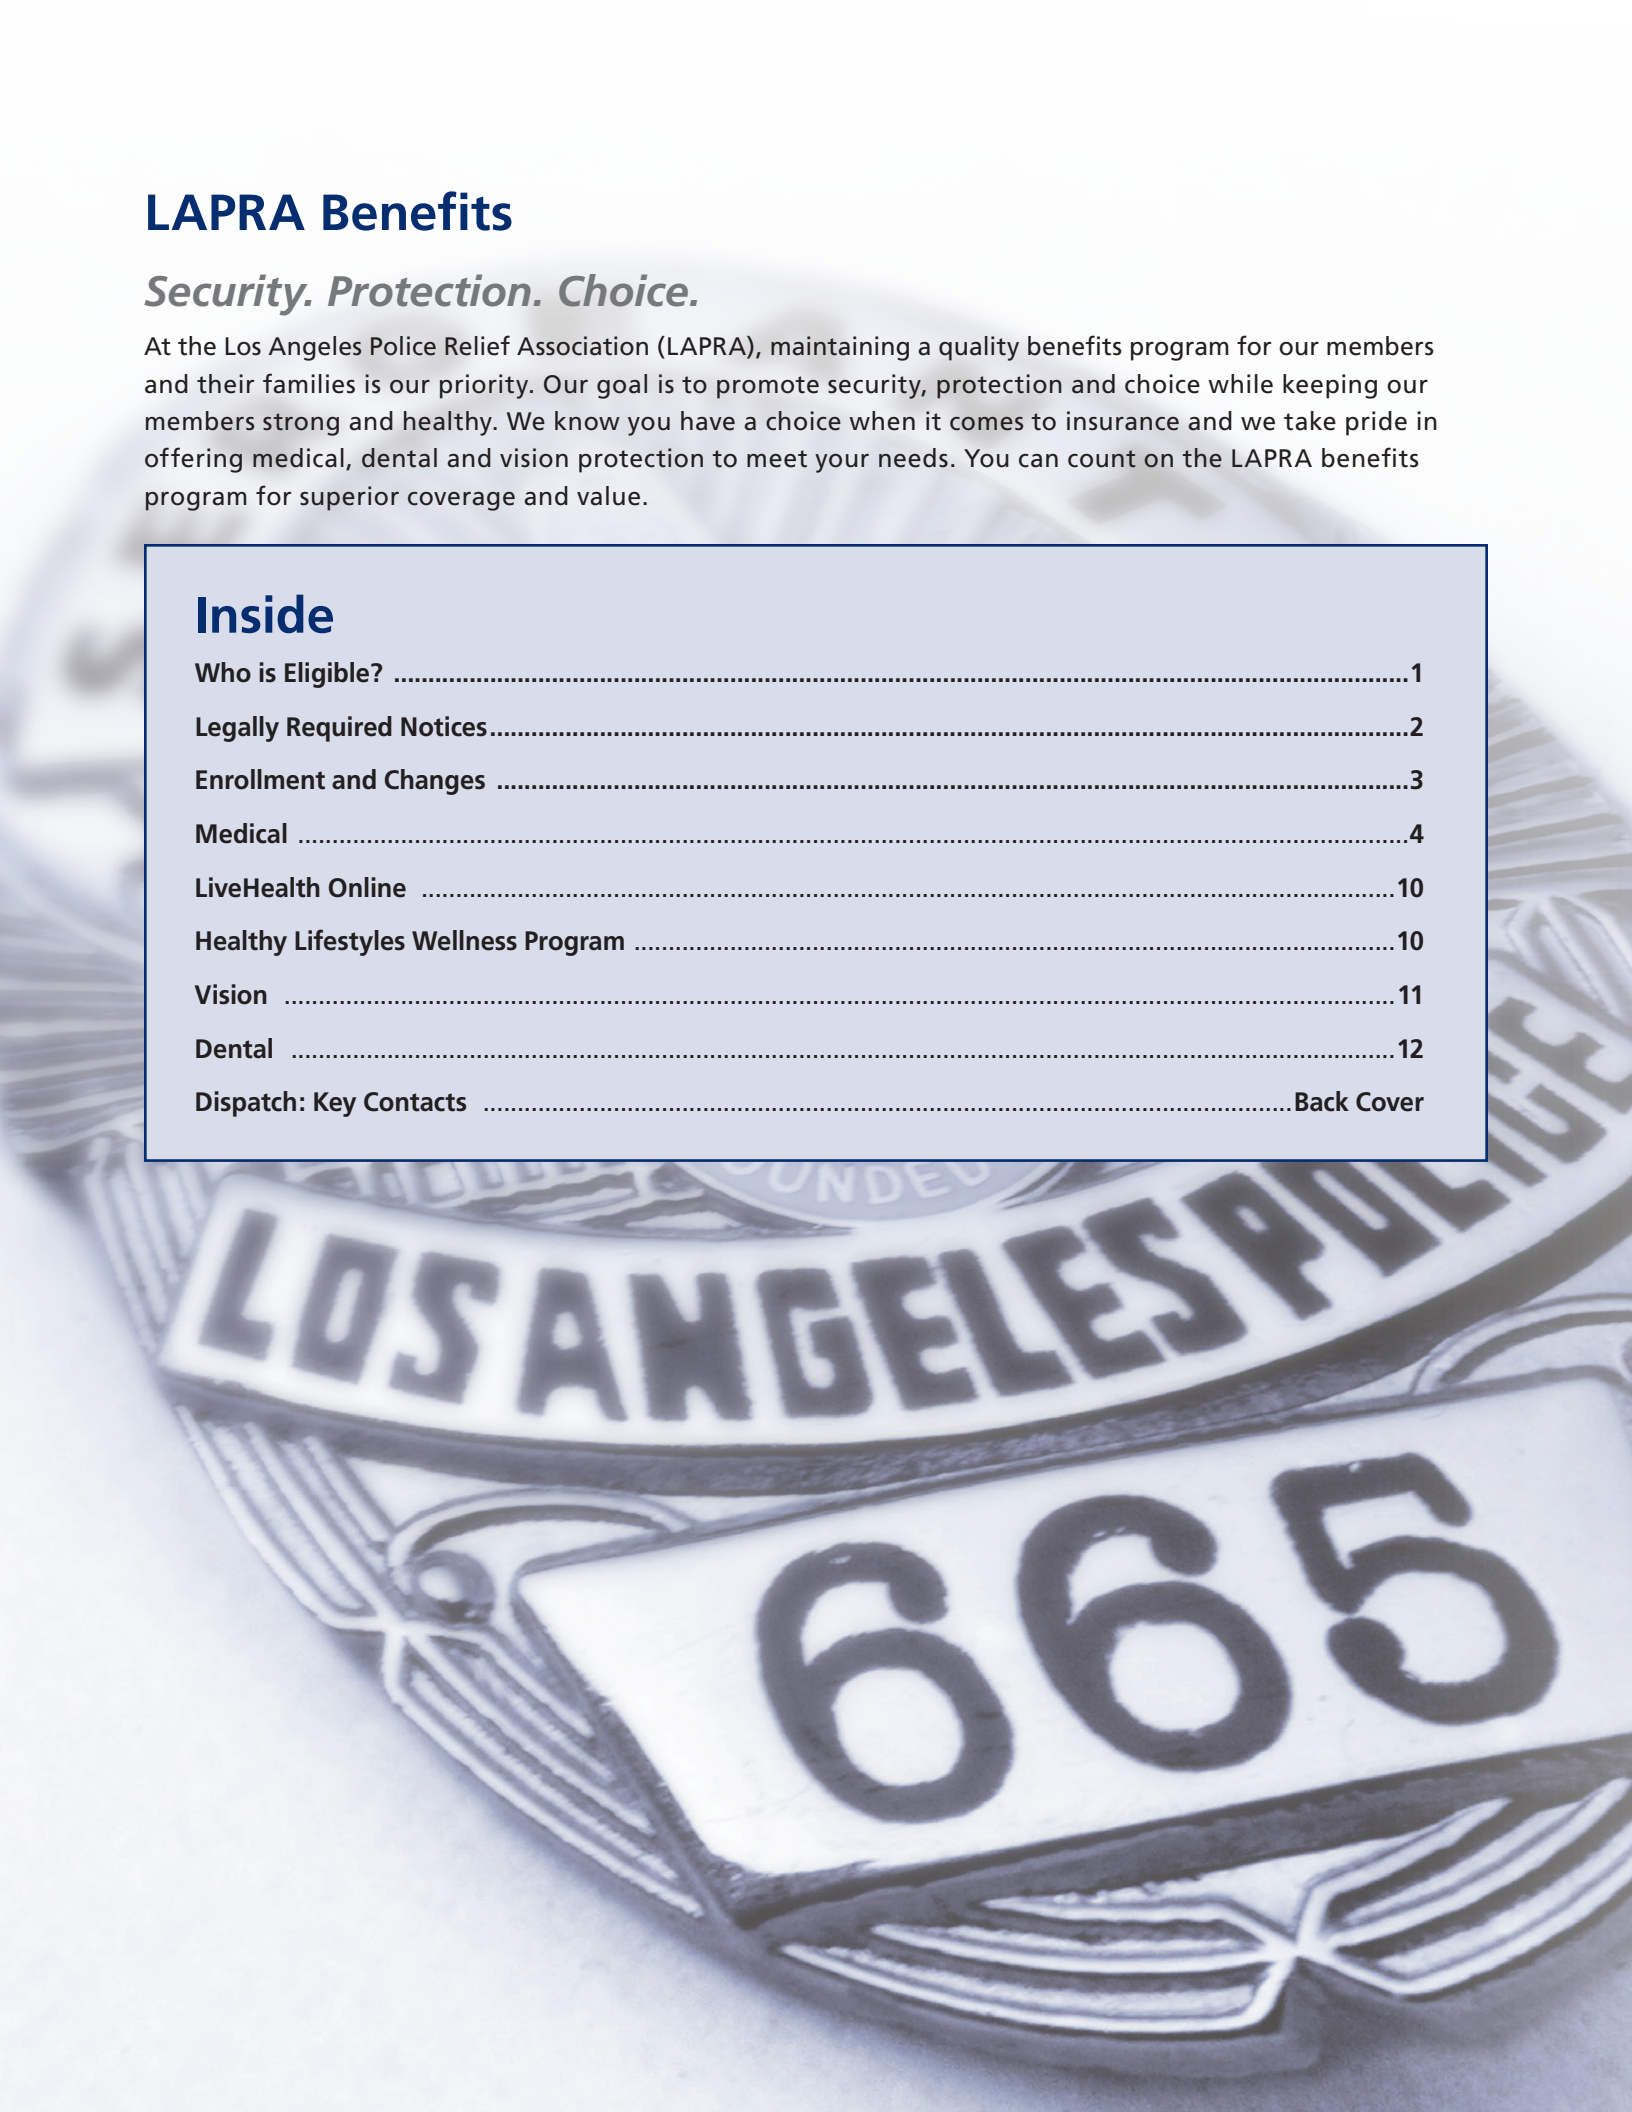 LAPRA Benefits
Security. Protection. Choice.
At the Los Angeles Police Relief Association (LAPRA), maintaining a quality benefits program for our members
and their families is our priority. Our goal is to promote security, protection and choice while keeping our
members strong and healthy. We know you have a choice when it comes to insurance and we take pride in
offering medical, dental and vision protection to meet your needs. You can count on the LAPRA benefits
program for superior coverage and value.
Inside
Who is Eligible? ........................................ 1
Legally Required Notices ........................................ 2
Enrollment and Changes ........................................ 3
Medical ........................................ 4
LiveHealth Online ........................................ 10
Healthy Lifestyles Wellness Program ........................................ 10
Vision ........................................ 11
Dental ........................................ 12
Dispatch: Key Contacts ........................................ Back Cover
LOS ANGELES POLICE
665